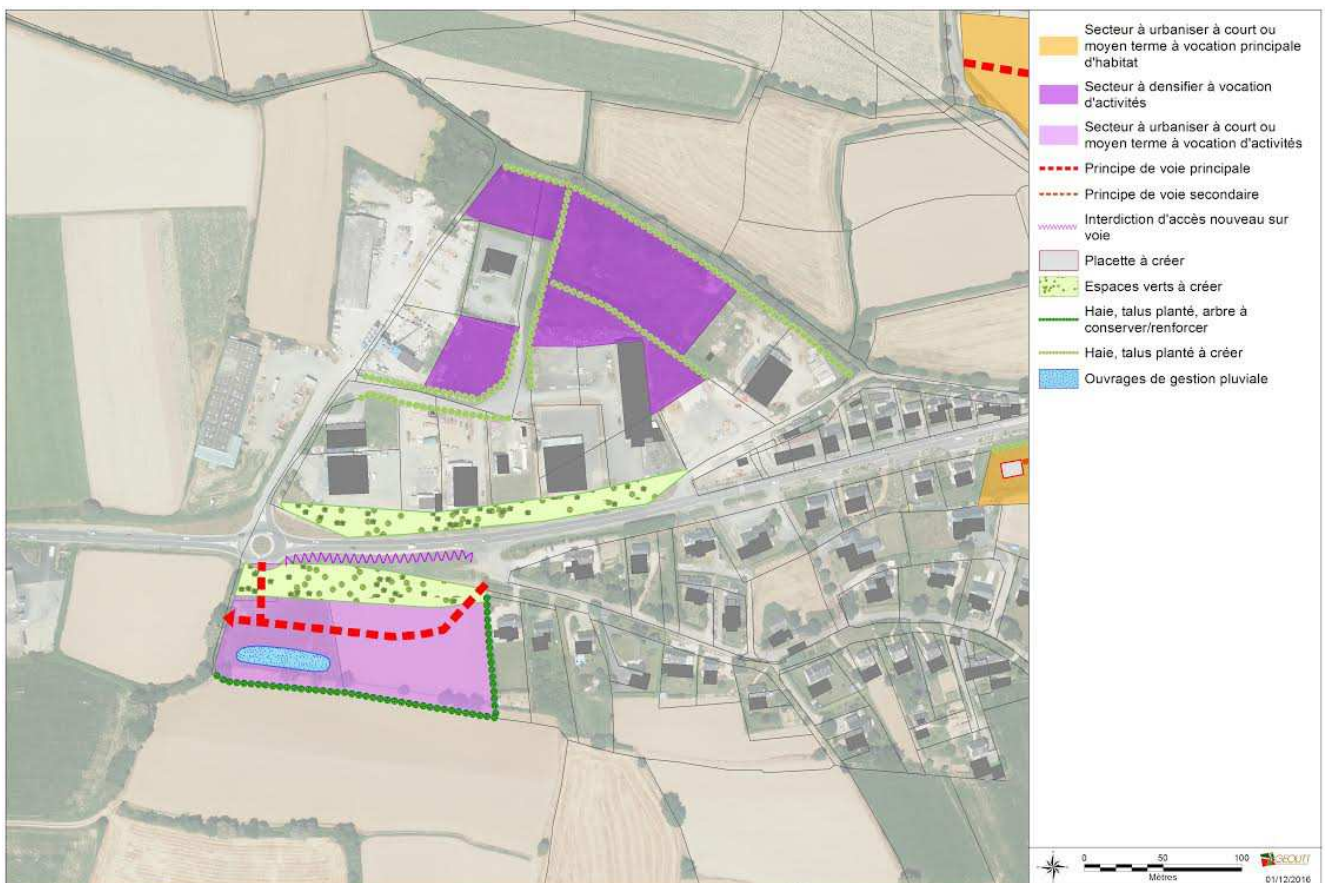 Secteur à urbaniser à court ou
moyen terme à vocation principale
d'habitat
Secteur à densifier à vocation
d'activités
Secteur à urbaniser à court ou
moyen terme à vocation d'activités
Principe de voie principale
Principe de voie secondaire
Interdiction d'accès nouveau sur
voie
Placette à créer
Espaces verts à créer
Haie, talus planté, arbre à
conserver/renforcer
Haie, talus planté à créer
Ouvrages de gestion pluviale
0 50 100
Mètres
GEOLITT
01/12/2016